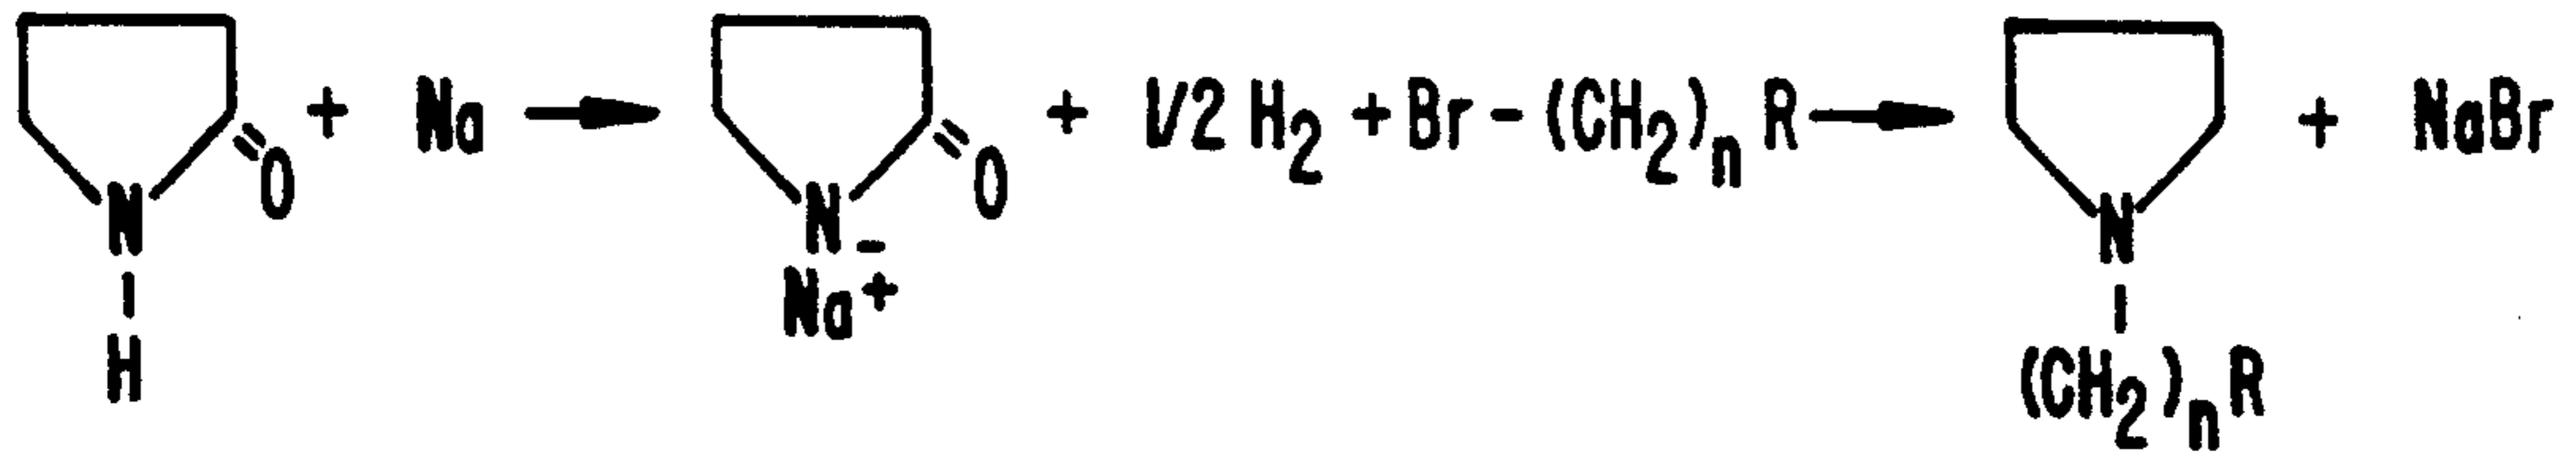 + Na + 1/2 H2 + Br - (CH2)n R + NaBr
O O
N N - N
Na+
H (CH2)n R